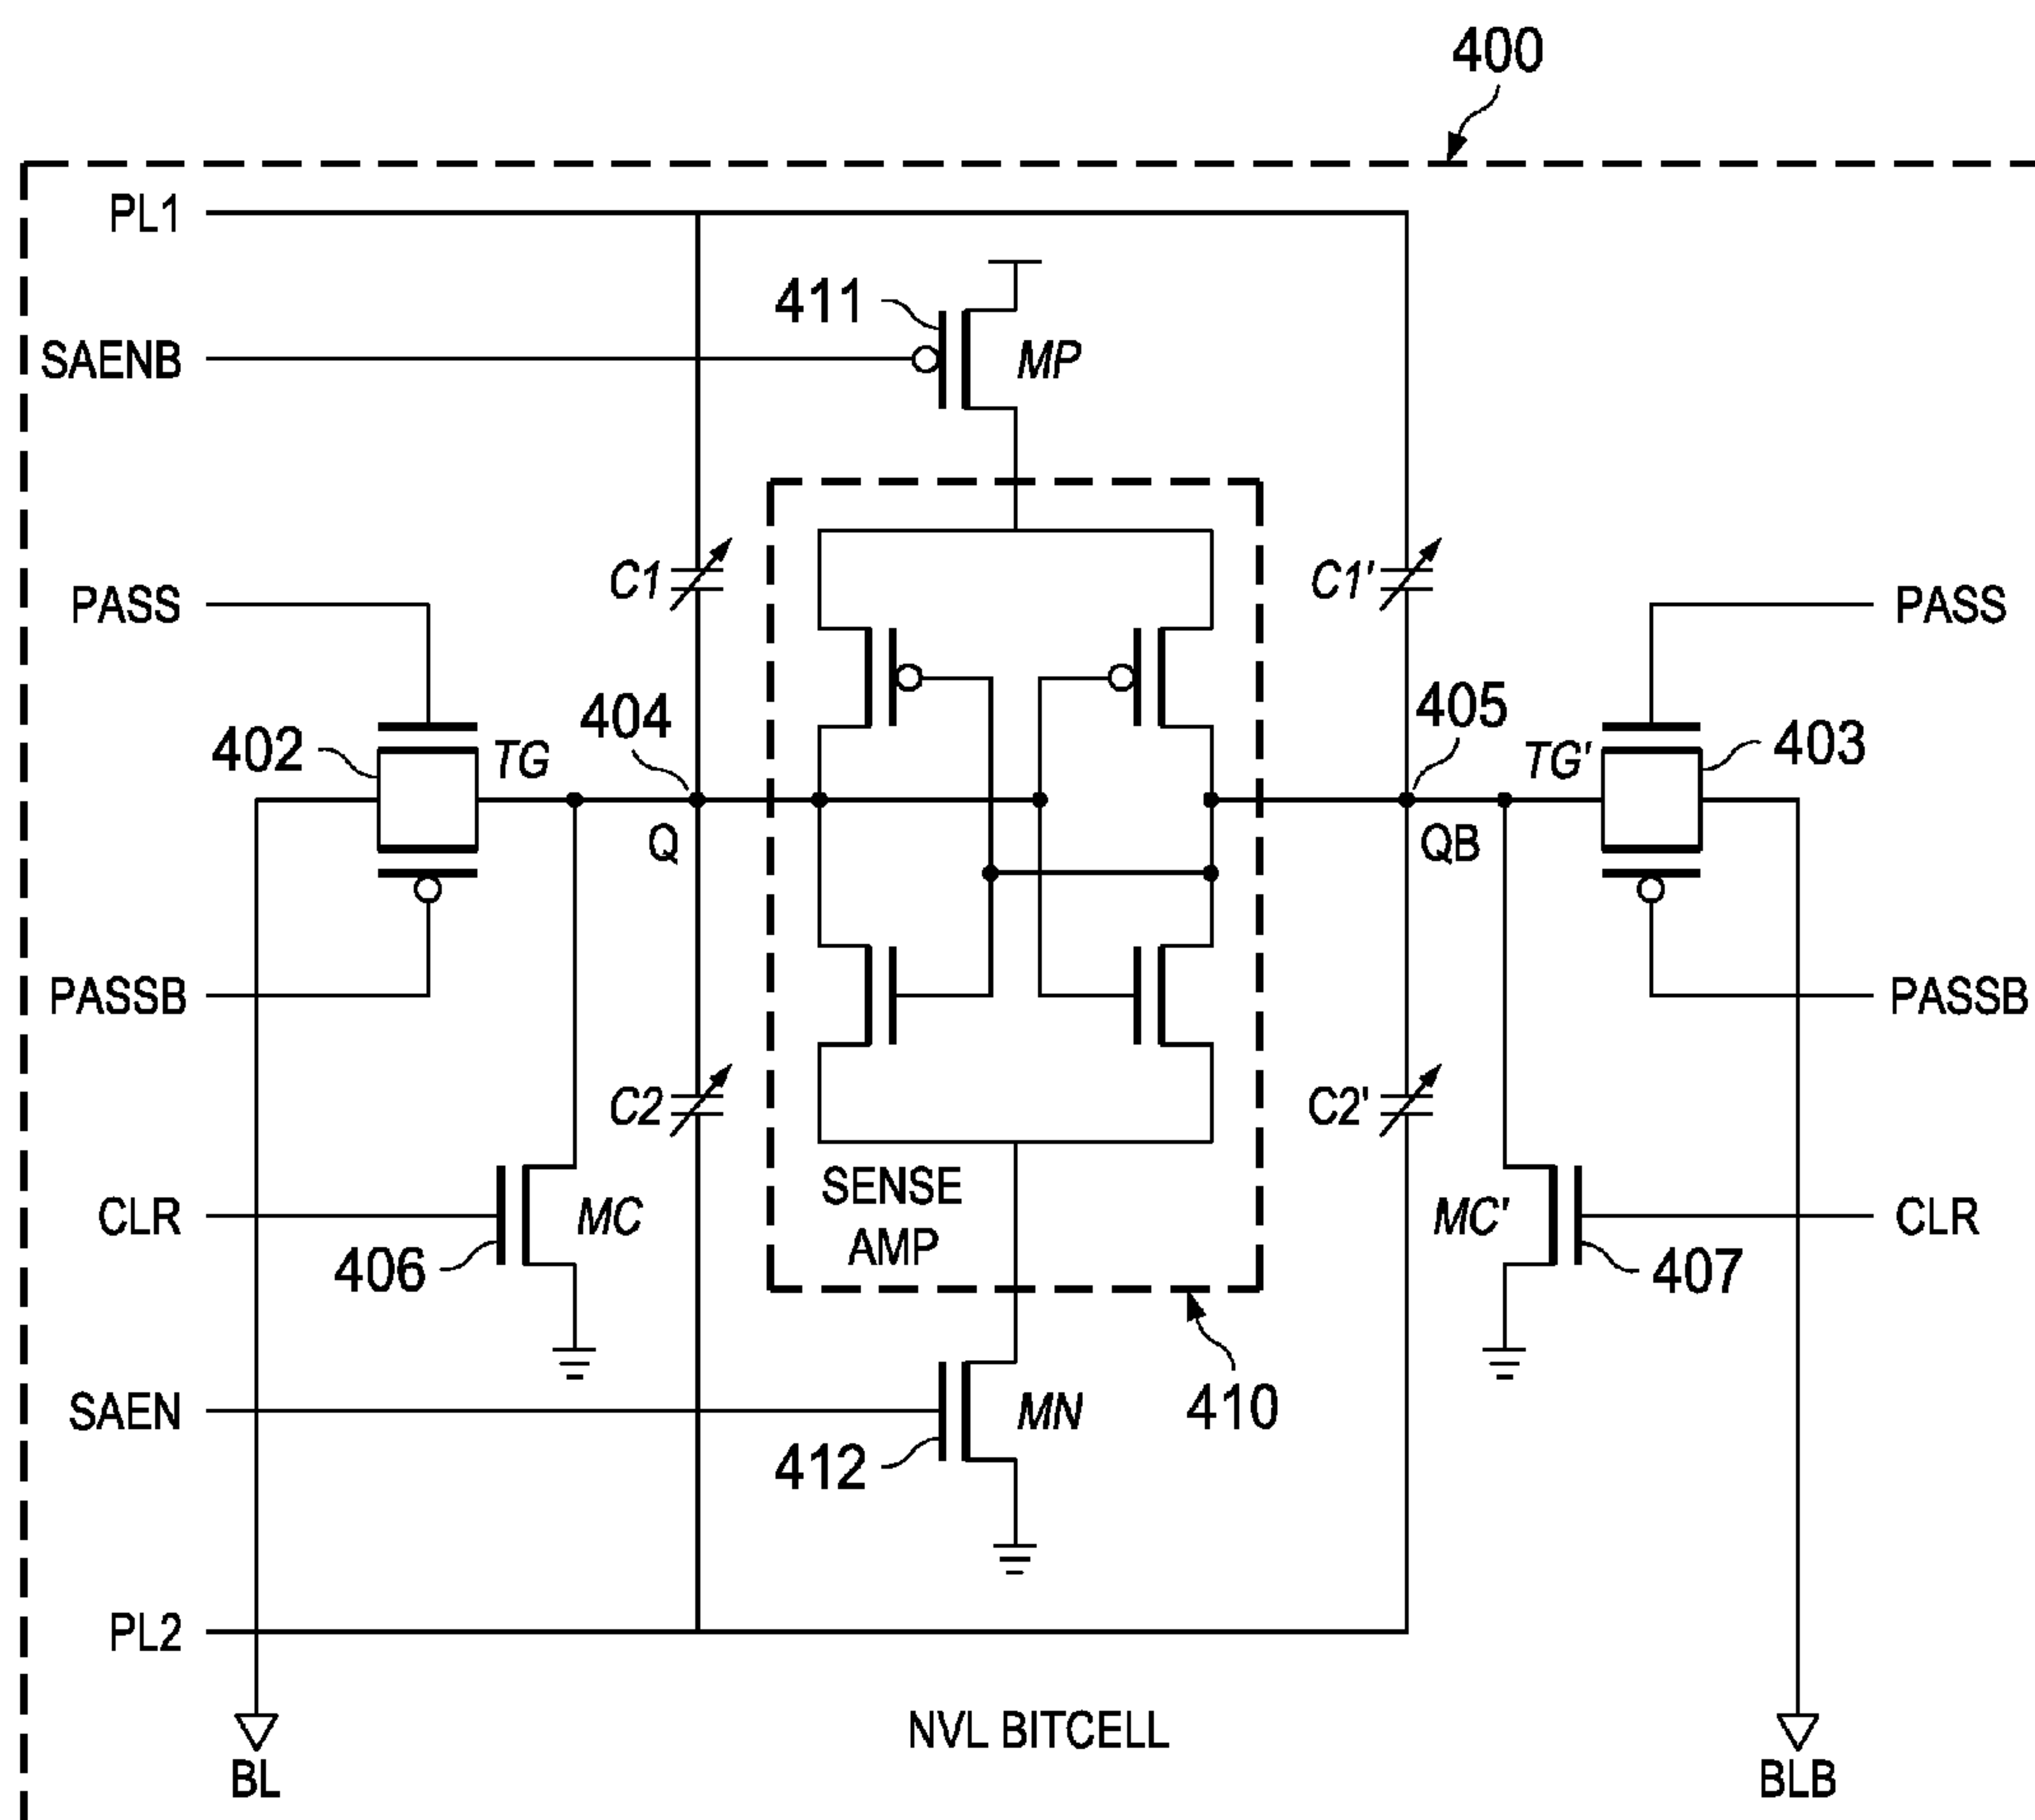 400
PL1
411
SAENB
MP
PASS
C1
C1'
PASS
404
405
402
TG
TG'
403
Q
QB
PASSB
PASSB
C2
C2'
SENSE
AMP
CLR
MC
MC'
CLR
406
407
SAEN
MN
410
412
PL2
NVL BITCELL
BL
BLB